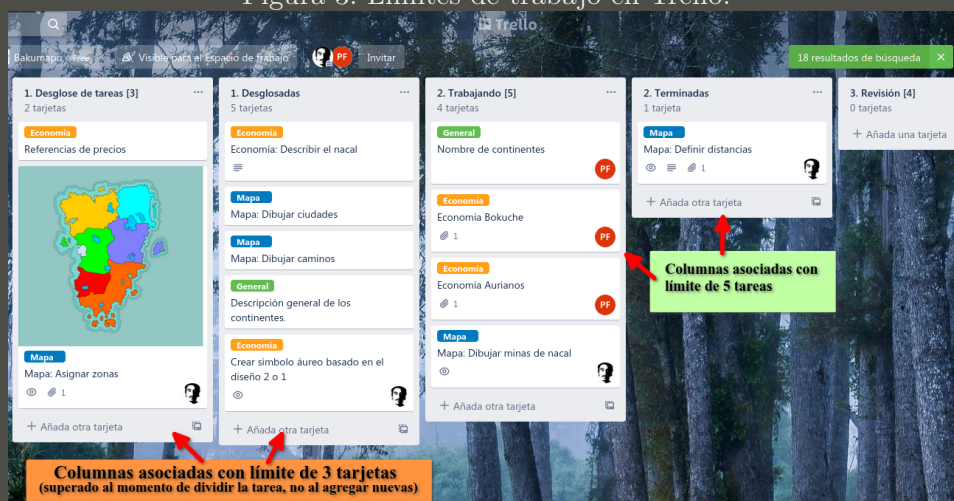 Figura 3: Límites de trabajo en Trello.
Trello
Bakumapu Free
Visible para el Espacio de trabajo
PF
Invitar
18 resultados de búsqueda
1. Desglose de tareas [3]
2 tarjetas
Economía
Referencias de precios
Mapa
Mapa: Asignar zonas
1
+ Añada otra tarjeta
1. Desglosadas
5 tarjetas
Economía
Economía: Describir el nacal
Mapa
Mapa: Dibujar ciudades
Mapa
Mapa: Dibujar caminos
General
Descripción general de los
continentes.
Economía
Crear simbolo áureo basado en el
diseño 2 o 1
+ Añada otra tarjeta
2. Trabajando [5]
4 tarjetas
General
Nombre de continentes
PF
Economía
Economia Bokuche
1
PF
Economía
Economía Aurianos
1
PF
Mapa
Mapa: Dibujar minas de nacal
+ Añada otra tarjeta
2. Terminadas
1 tarjeta
Mapa
Mapa: Definir distancias
1
+ Añada otra tarjeta
3. Revisión [4]
0 tarjetas
+ Añada una tarjeta
Columnas asociadas con
límite de 5 tareas
Columnas asociadas con límite de 3 tarjetas
(superado al momento de dividir la tarea, no al agregar nuevas)